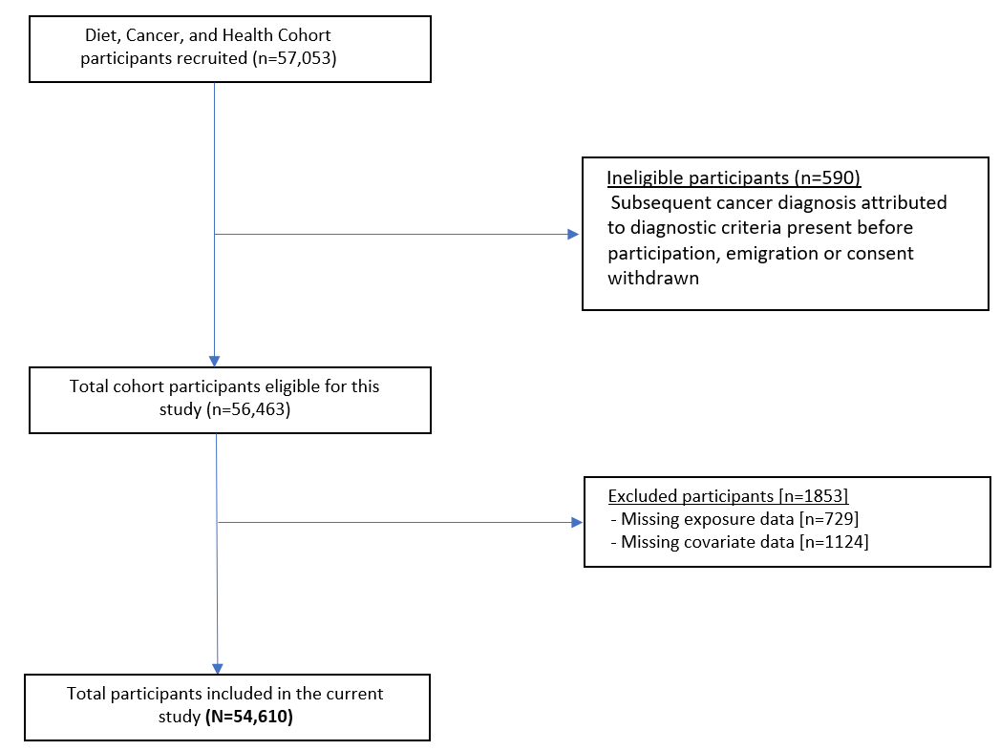 Diet, Cancer, and Health Cohort
participants recruited (n=57,053)
Ineligible participants (n=590)
Subsequent cancer diagnosis attributed
to diagnostic criteria present before
participation, emigration or consent
withdrawn
Total cohort participants eligible for this
study (n=56,463)
Excluded participants [n=1853]
- Missing exposure data [n=729]
- Missing covariate data [n=1124]
Total participants included in the current
study (N=54,610)